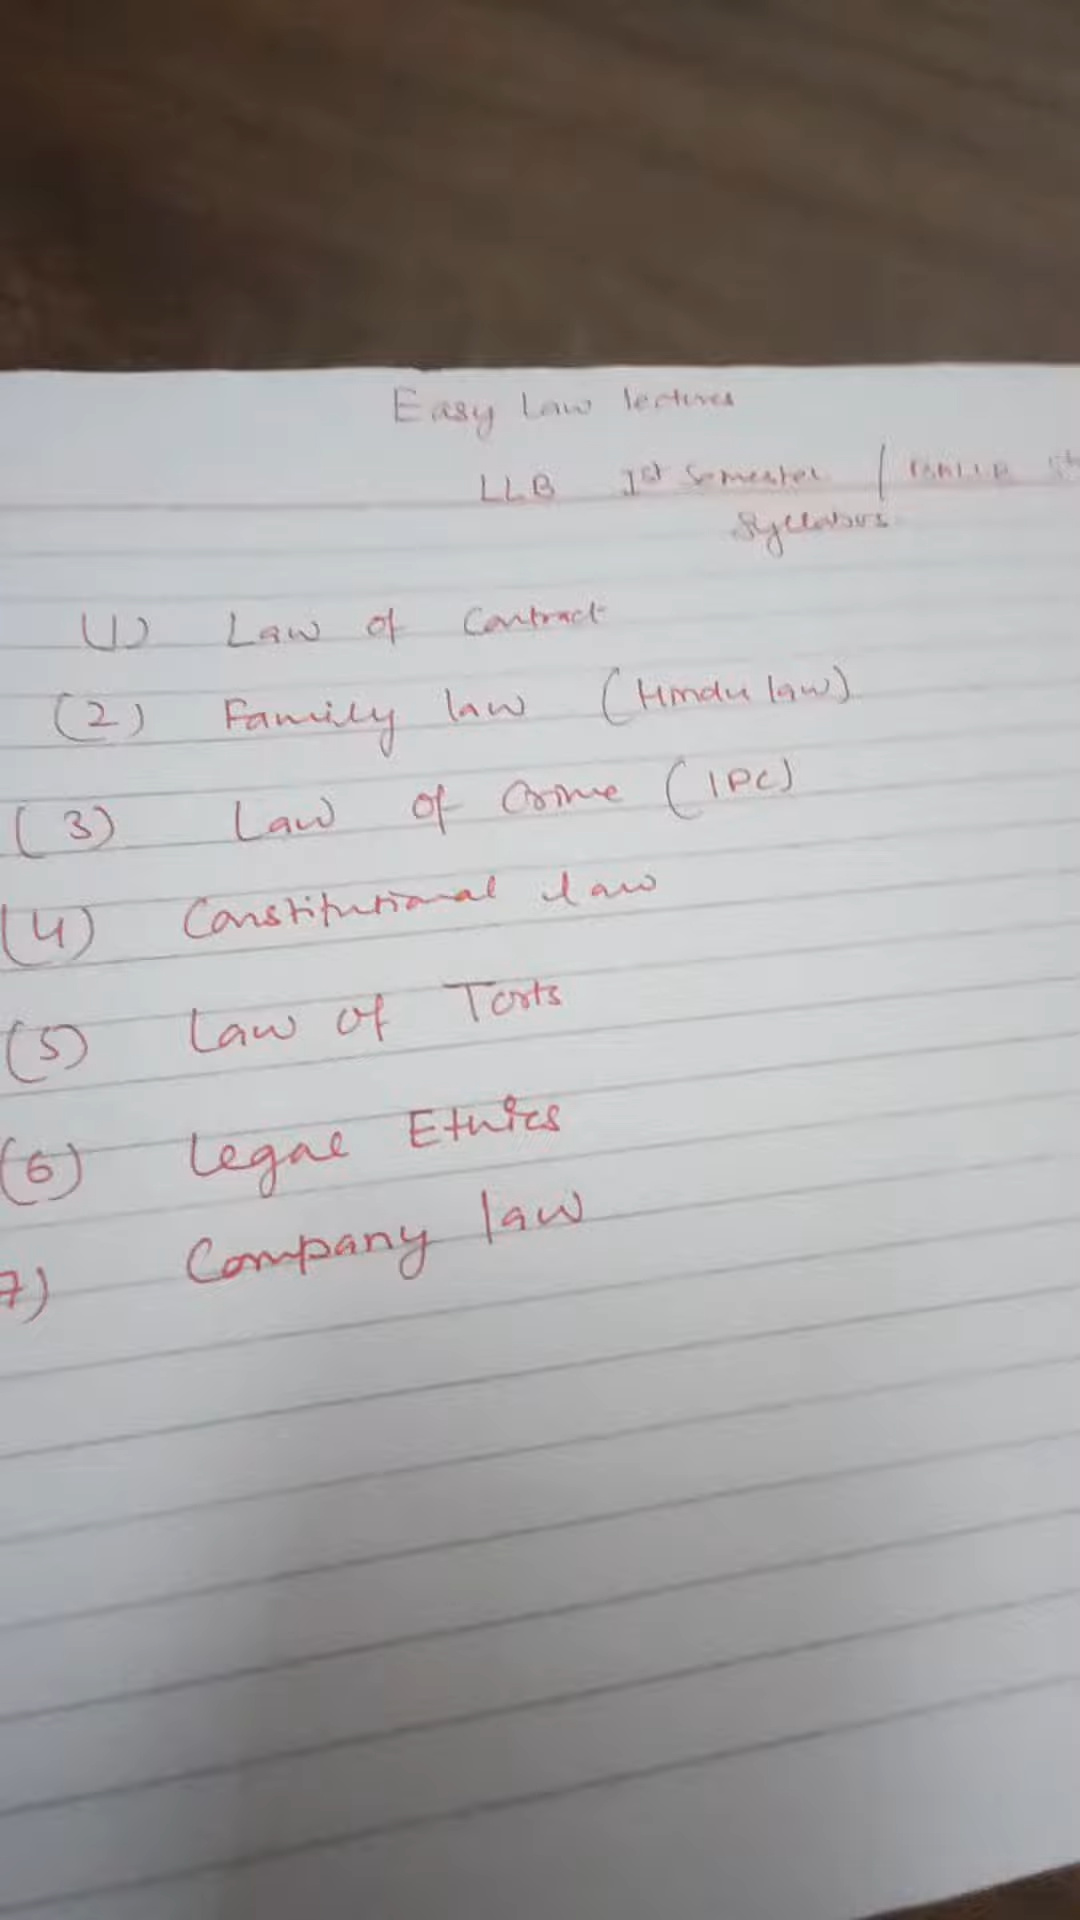 Easy Law lectures
LLB 1st Semester / BALLB
Syllabus
(1) Law of Contract
(2) Family law (Hindu law)
(3) Law of Crime (IPC)
(4) Constitutional law
(5) Law of Torts
(6) Legal Ethics
7) Company law